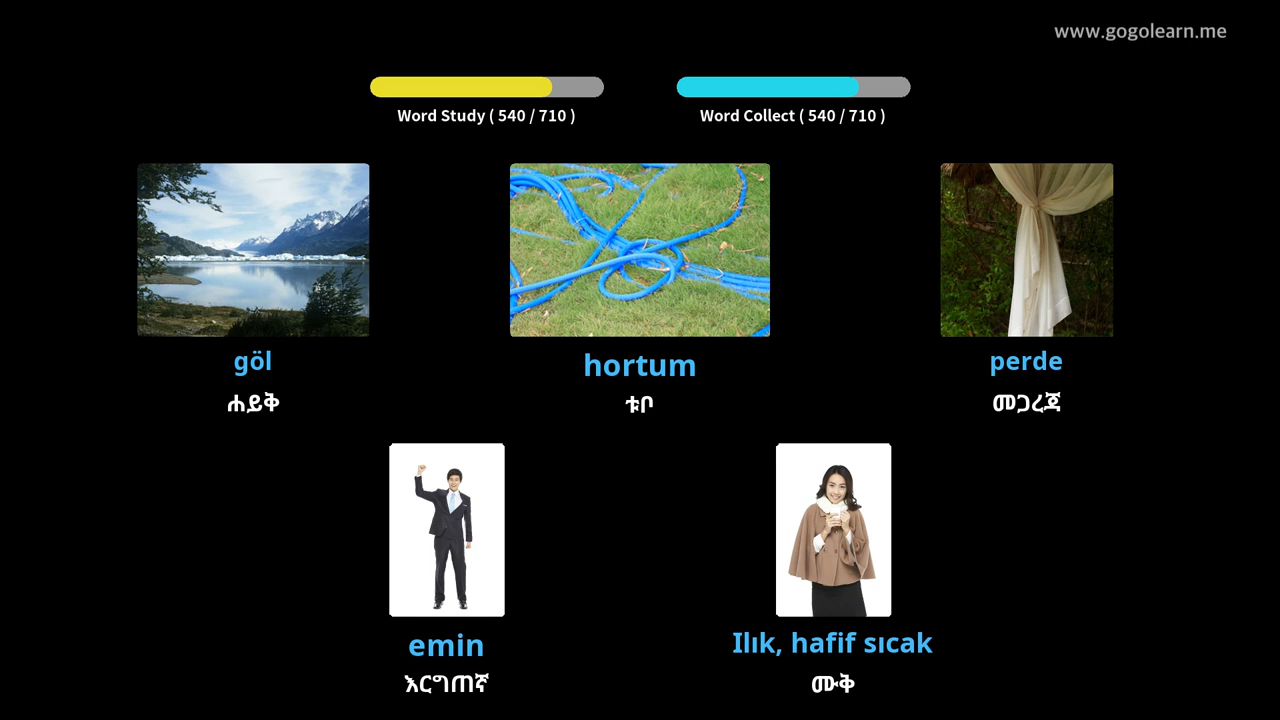 www.gogolearn.me
Word Study ( 540 / 710 )
Word Collect ( 540 / 710 )
göl
ሐይቅ
hortum
ቱቦ
perde
መጋረጃ
emin
እርግጠኛ
Ilık, hafif sıcak
ሙቅ